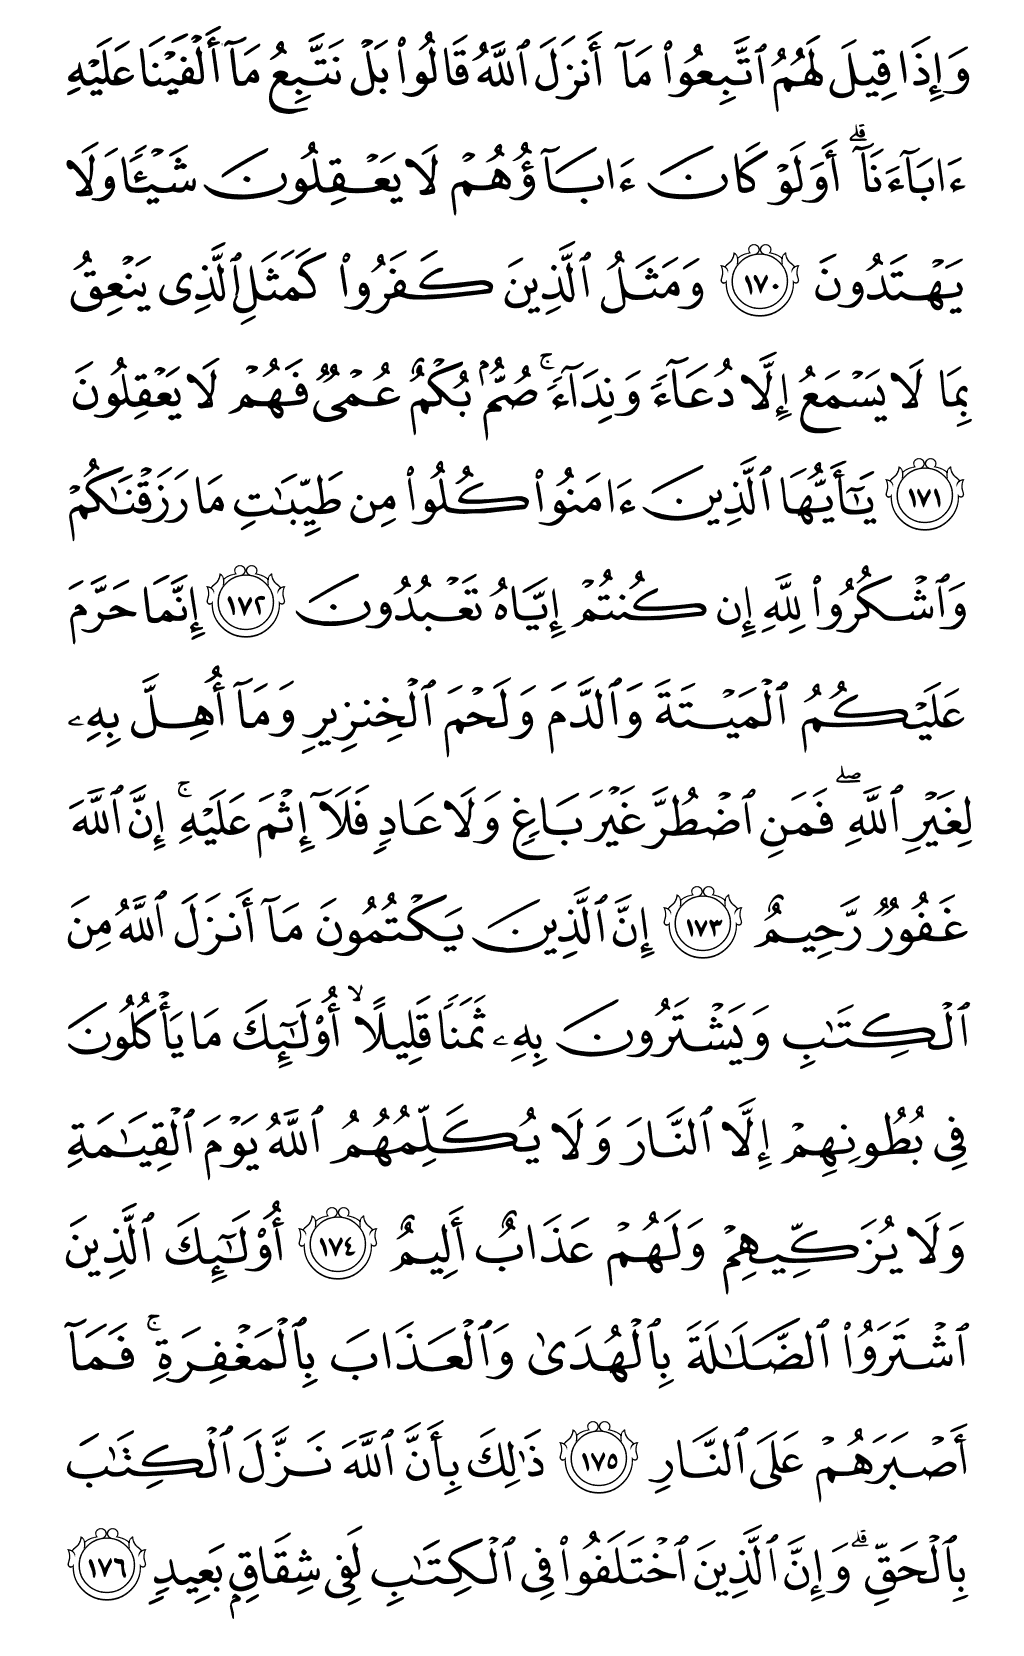 وَإِذَا قِيلَ لَهُمُ ٱتَّبِعُوا۟ مَآ أَنزَلَ ٱللَّهُ قَالُوا۟ بَلْ نَتَّبِعُ مَآ أَلْفَيْنَا عَلَيْهِ
ءَابَآءَنَآ ۗ أَوَلَوْ كَانَ ءَابَآؤُهُمْ لَا يَعْقِلُونَ شَيْـًٔا وَلَا
يَهْتَدُونَ ١٧٠ وَمَثَلُ ٱلَّذِينَ كَفَرُوا۟ كَمَثَلِ ٱلَّذِى يَنْعِقُ
بِمَا لَا يَسْمَعُ إِلَّا دُعَآءً وَنِدَآءً ۚ صُمٌّۢ بُكْمٌ عُمْىٌ فَهُمْ لَا يَعْقِلُونَ
١٧١ يَـٰٓأَيُّهَا ٱلَّذِينَ ءَامَنُوا۟ كُلُوا۟ مِن طَيِّبَـٰتِ مَا رَزَقْنَـٰكُمْ
وَٱشْكُرُوا۟ لِلَّهِ إِن كُنتُمْ إِيَّاهُ تَعْبُدُونَ ١٧٢ إِنَّمَا حَرَّمَ
عَلَيْكُمُ ٱلْمَيْتَةَ وَٱلدَّمَ وَلَحْمَ ٱلْخِنزِيرِ وَمَآ أُهِلَّ بِهِۦ
لِغَيْرِ ٱللَّهِ ۖ فَمَنِ ٱضْطُرَّ غَيْرَ بَاغٍ وَلَا عَادٍ فَلَآ إِثْمَ عَلَيْهِ ۚ إِنَّ ٱللَّهَ
غَفُورٌ رَّحِيمٌ ١٧٣ إِنَّ ٱلَّذِينَ يَكْتُمُونَ مَآ أَنزَلَ ٱللَّهُ مِنَ
ٱلْكِتَـٰبِ وَيَشْتَرُونَ بِهِۦ ثَمَنًا قَلِيلًا ۙ أُو۟لَـٰٓئِكَ مَا يَأْكُلُونَ
فِى بُطُونِهِمْ إِلَّا ٱلنَّارَ وَلَا يُكَلِّمُهُمُ ٱللَّهُ يَوْمَ ٱلْقِيَـٰمَةِ
وَلَا يُزَكِّيهِمْ وَلَهُمْ عَذَابٌ أَلِيمٌ ١٧٤ أُو۟لَـٰٓئِكَ ٱلَّذِينَ
ٱشْتَرَوُا۟ ٱلضَّلَـٰلَةَ بِٱلْهُدَىٰ وَٱلْعَذَابَ بِٱلْمَغْفِرَةِ ۚ فَمَآ
أَصْبَرَهُمْ عَلَى ٱلنَّارِ ١٧٥ ذَٰلِكَ بِأَنَّ ٱللَّهَ نَزَّلَ ٱلْكِتَـٰبَ
بِٱلْحَقِّ ۗ وَإِنَّ ٱلَّذِينَ ٱخْتَلَفُوا۟ فِى ٱلْكِتَـٰبِ لَفِى شِقَاقٍۭ بَعِيدٍ ١٧٦